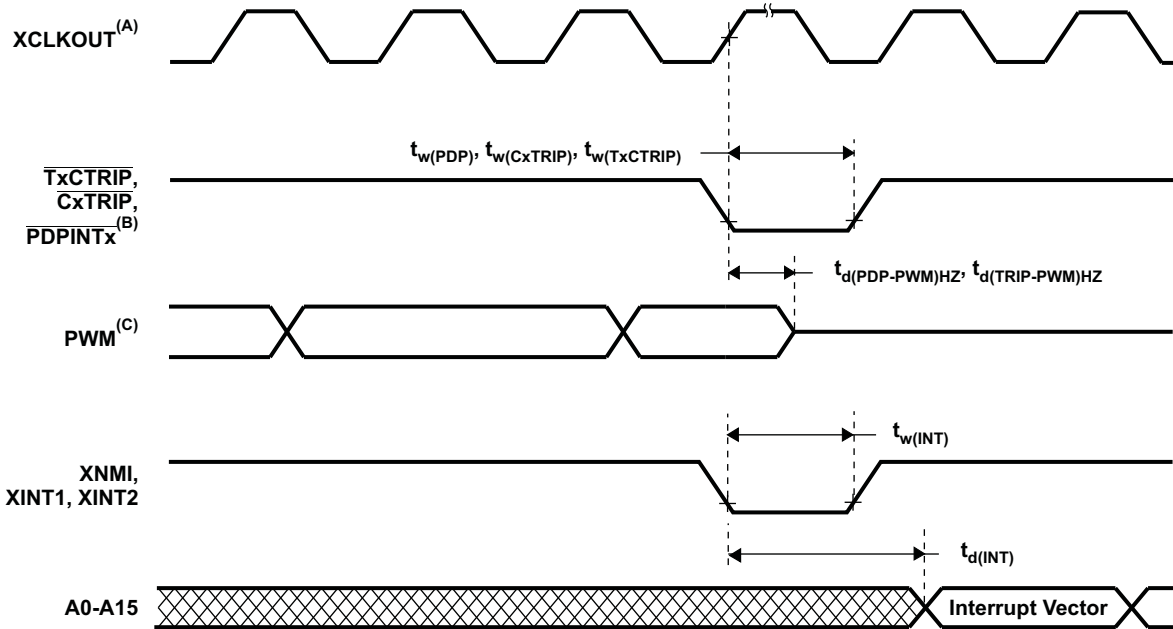 XCLKOUT(A)
tw(PDP), tw(CxTRIP), tw(TxCTRIP)
TxCTRIP,
CxTRIP,
PDPINTx(B)
td(PDP-PWM)HZ, td(TRIP-PWM)HZ
PWM(C)
tw(INT)
XNMI,
XINT1, XINT2
td(INT)
A0-A15
Interrupt Vector